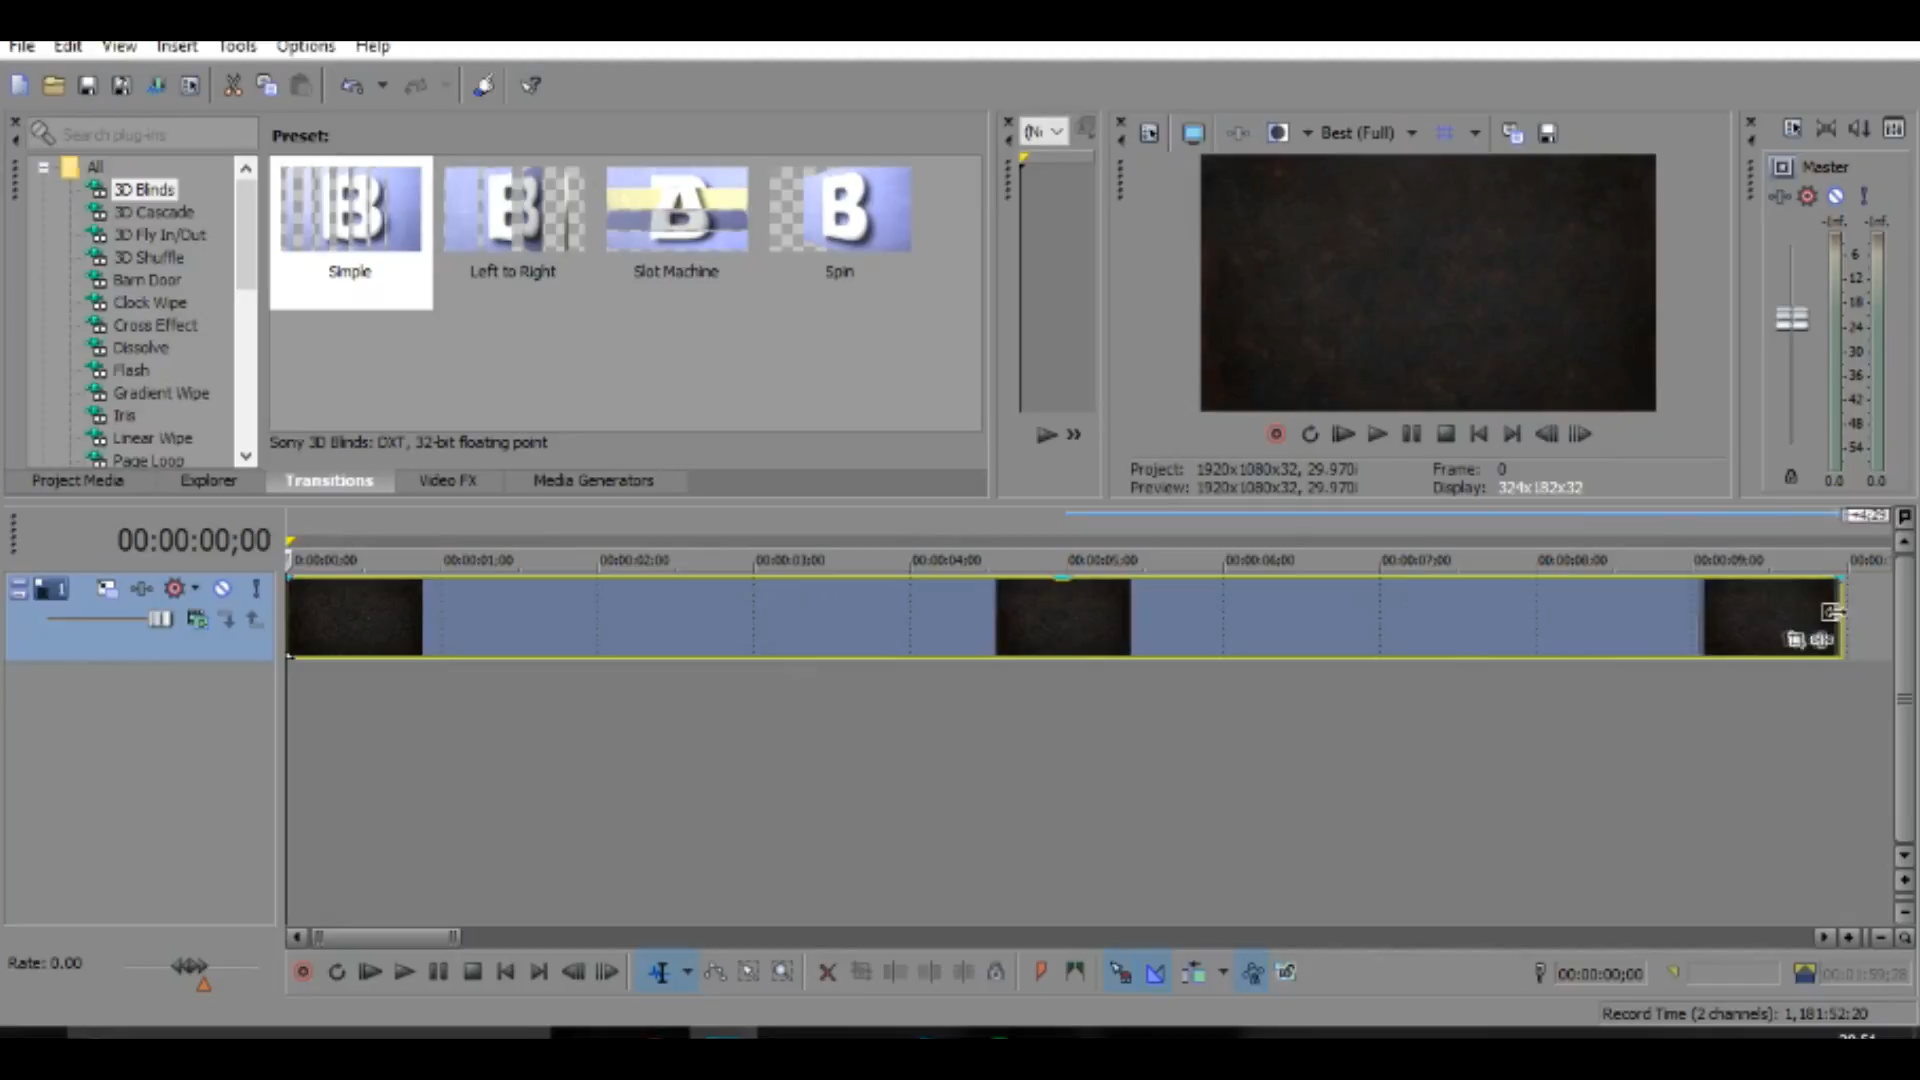 File Edit View Insert Tools Options Help
Search plug-ins
Preset:
(N
Best (Full)
All
3D Blinds
3D Cascade
3D Fly In/Out
3D Shuffle
Barn Door
Clock Wipe
Cross Effect
Dissolve
Flash
Gradient Wipe
Iris
Linear Wipe
Page Loop
Simple
Left to Right
Slot Machine
Spin
Sony 3D Blinds: DXT, 32-bit floating point
Project Media Explorer Transitions Video FX Media Generators
Project: 1920x1080x32, 29.970i
Frame: 0
Preview: 1920x1080x32, 29.970i
Display: 324x182x32
Master
-Inf. -Inf.
6
12
18
24
30
36
42
48
54
0.0 0.0
00:00:00;00
0:00:00;00 00:00:01;00 00:00:02;00 00:00:03;00 00:00:04;00 00:00:05;00 00:00:06;00 00:00:07;00 00:00:08;00 00:00:09;00 00:00:
1
Rate: 0.00
00:00:00;00
Record Time (2 channels): 1,181:52:20